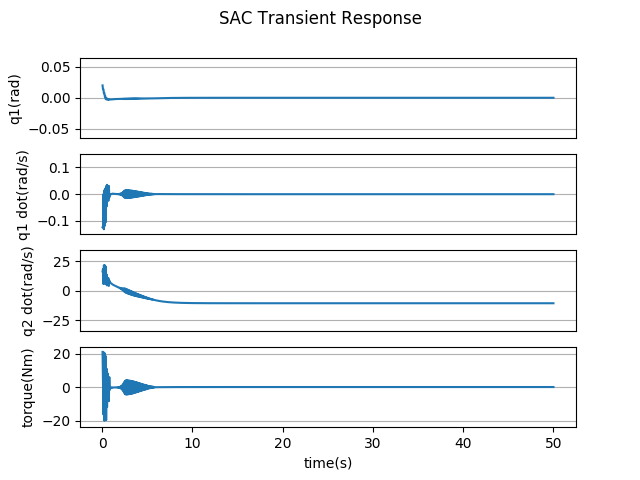 SAC Transient Response
q1(rad)
0.05
0.00
−0.05
q1 dot(rad/s)
0.1
0.0
−0.1
q2 dot(rad/s)
25
0
−25
torque(Nm)
20
0
−20
0 10 20 30 40 50
time(s)